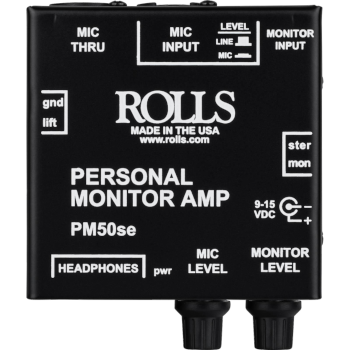 MIC
THRU
MIC
INPUT
LEVEL
LINE
MIC
MONITOR
INPUT
gnd
lift
ROLLS
MADE IN THE USA
www.rolls.com
ster
mon
PERSONAL
MONITOR AMP
PM50se
9-15
VDC
- +
HEADPHONES
pwr
MIC
LEVEL
MONITOR
LEVEL